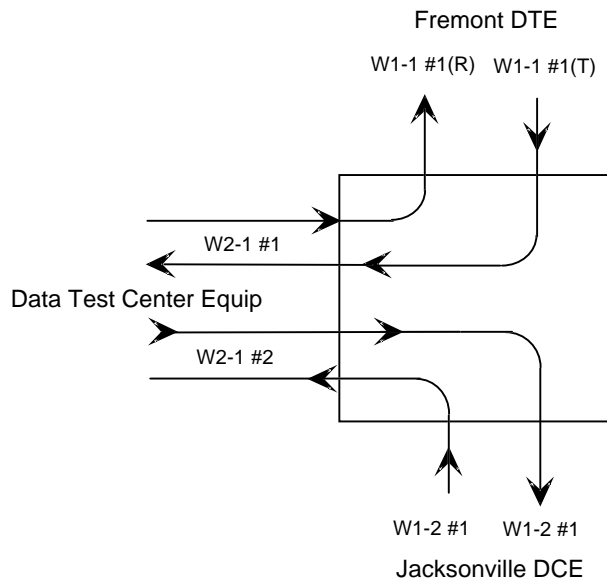 Fremont DTE
W1-1 #1(R) W1-1 #1(T)
W2-1 #1
Data Test Center Equip
W2-1 #2
W1-2 #1 W1-2 #1
Jacksonville DCE